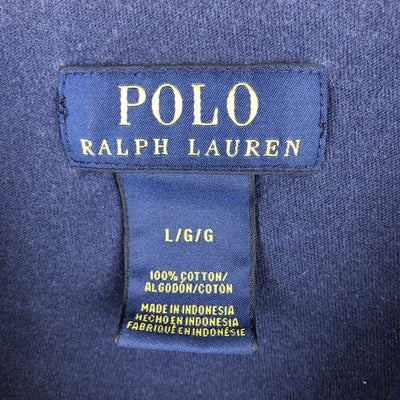 POLO
RALPH LAUREN
L/G/G
100% COTTON/
ALGODÓN/COTON
MADE IN INDONESIA
HECHO EN INDONESIA
FABRIQUÉ EN INDONÉSIE